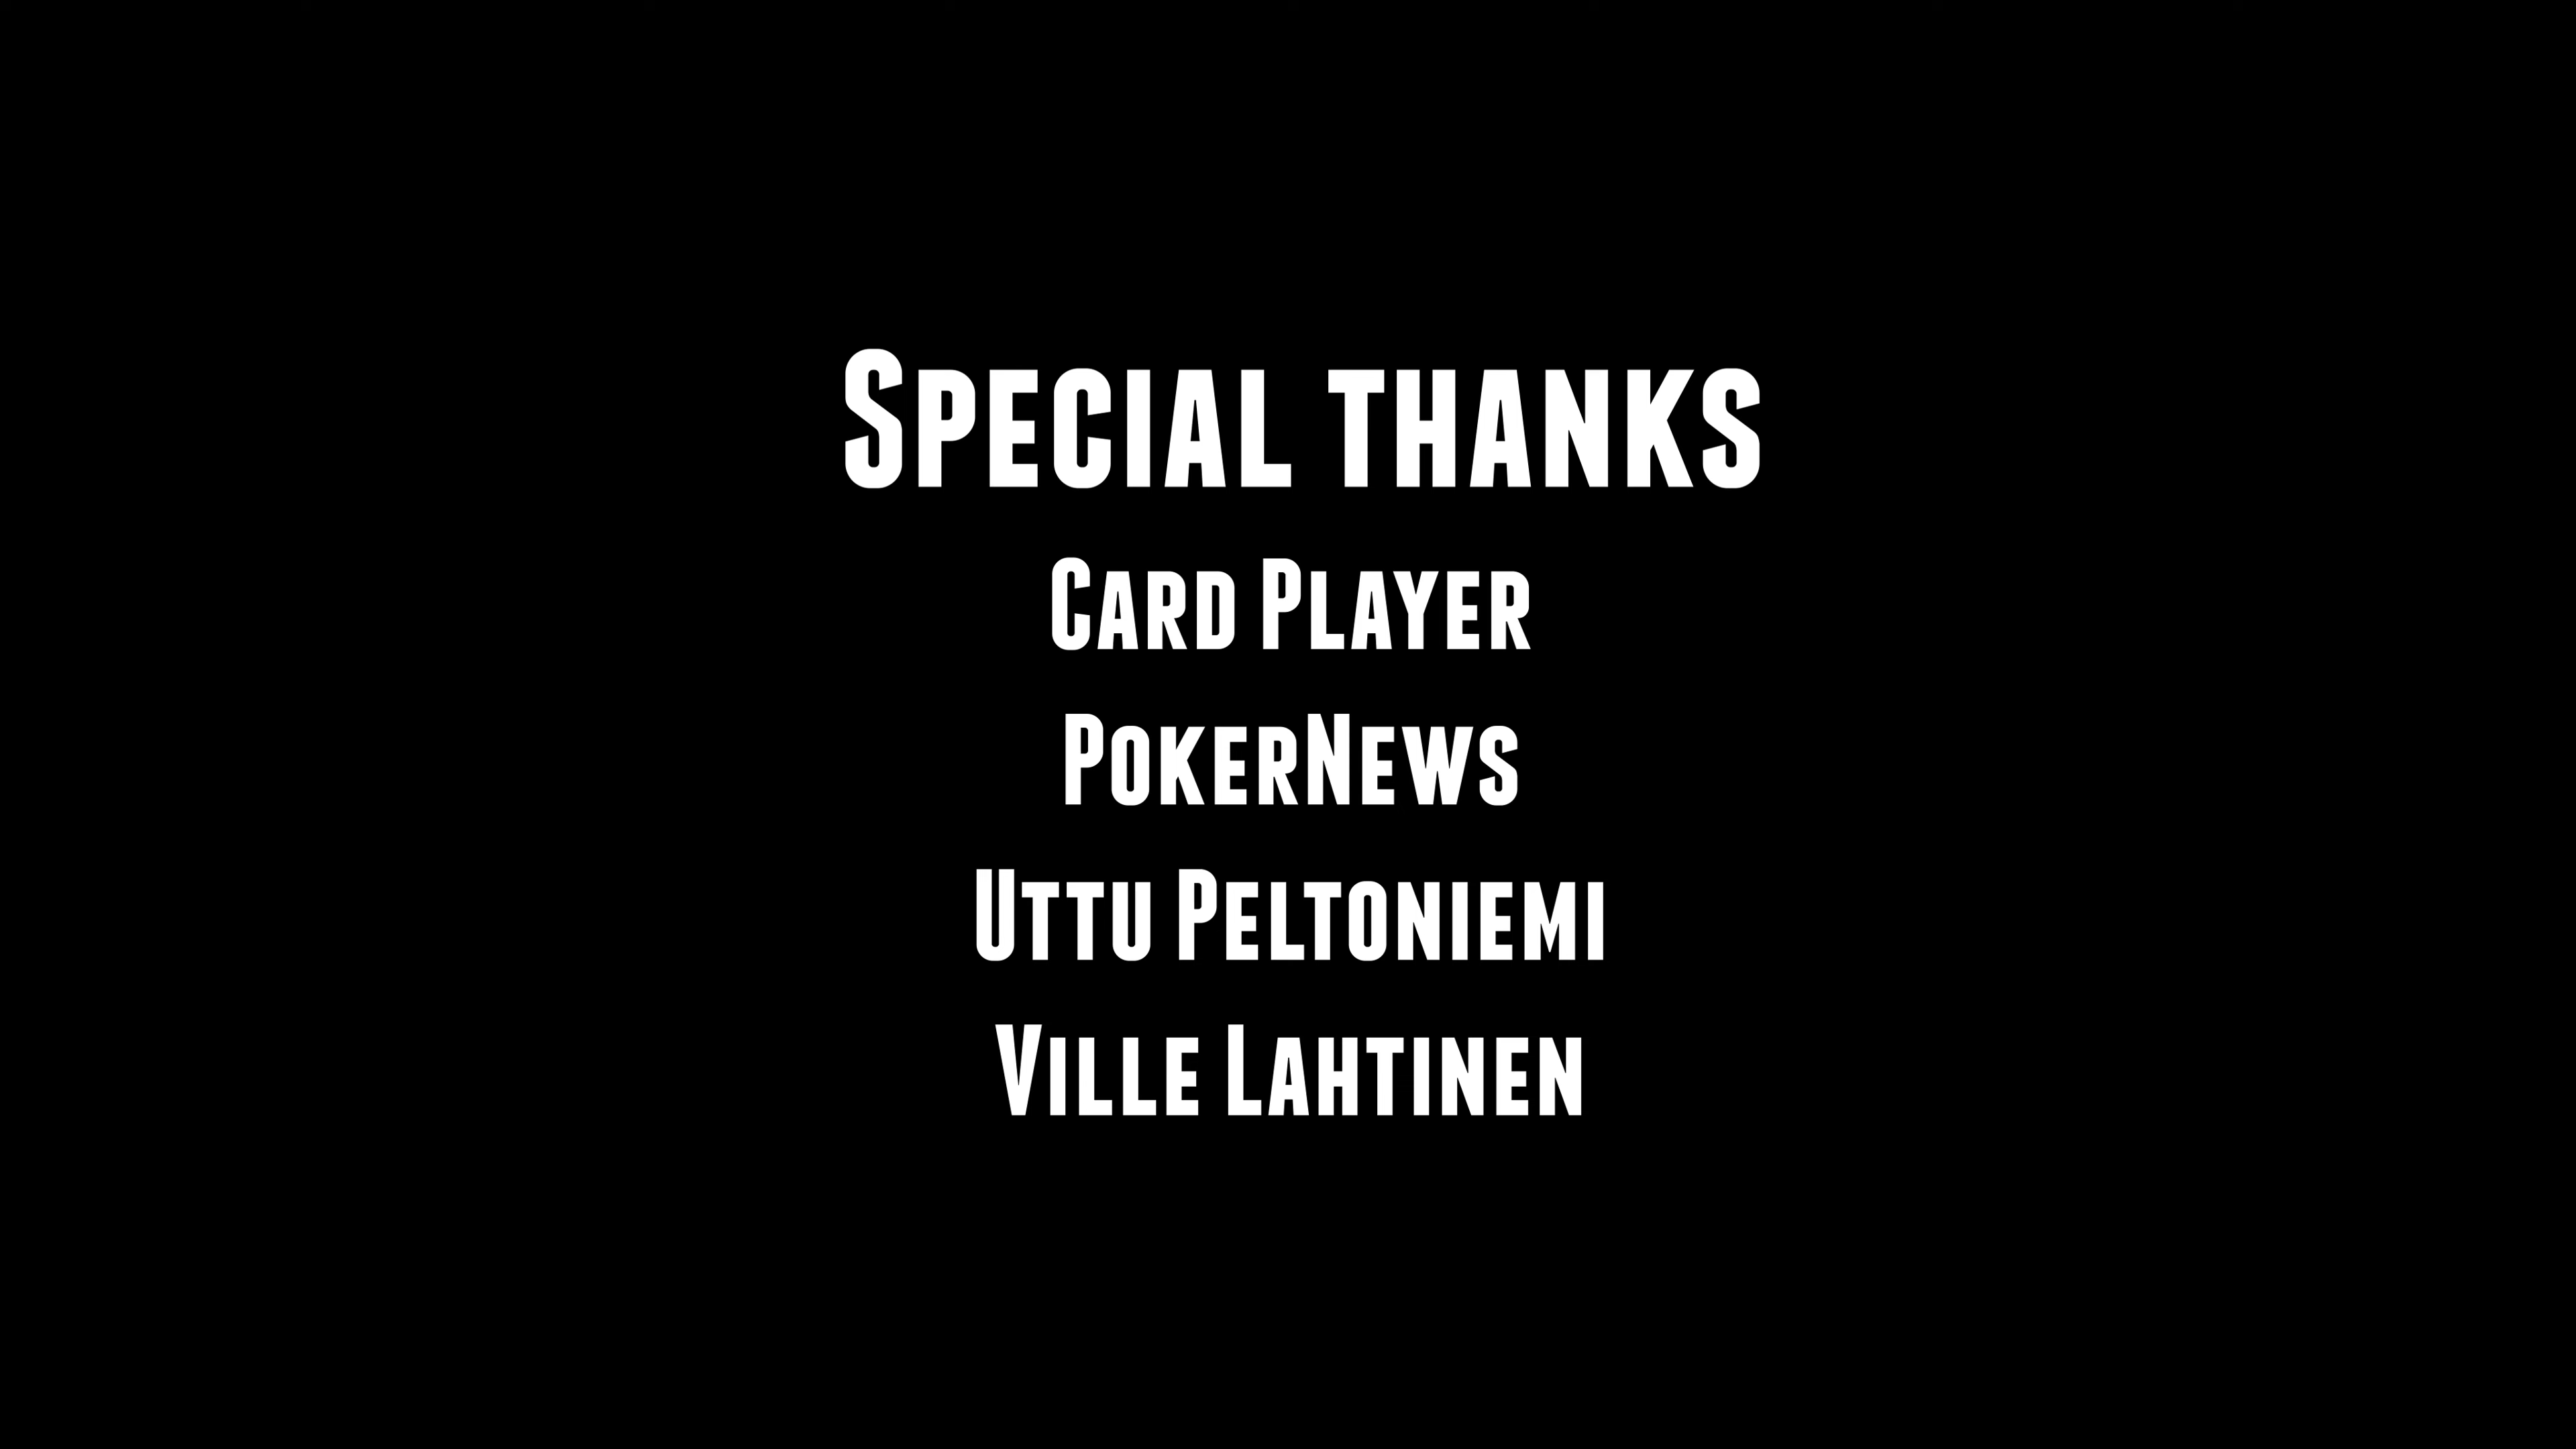 Special thanks
Card Player
PokerNews
Uttu Peltoniemi
Ville Lahtinen